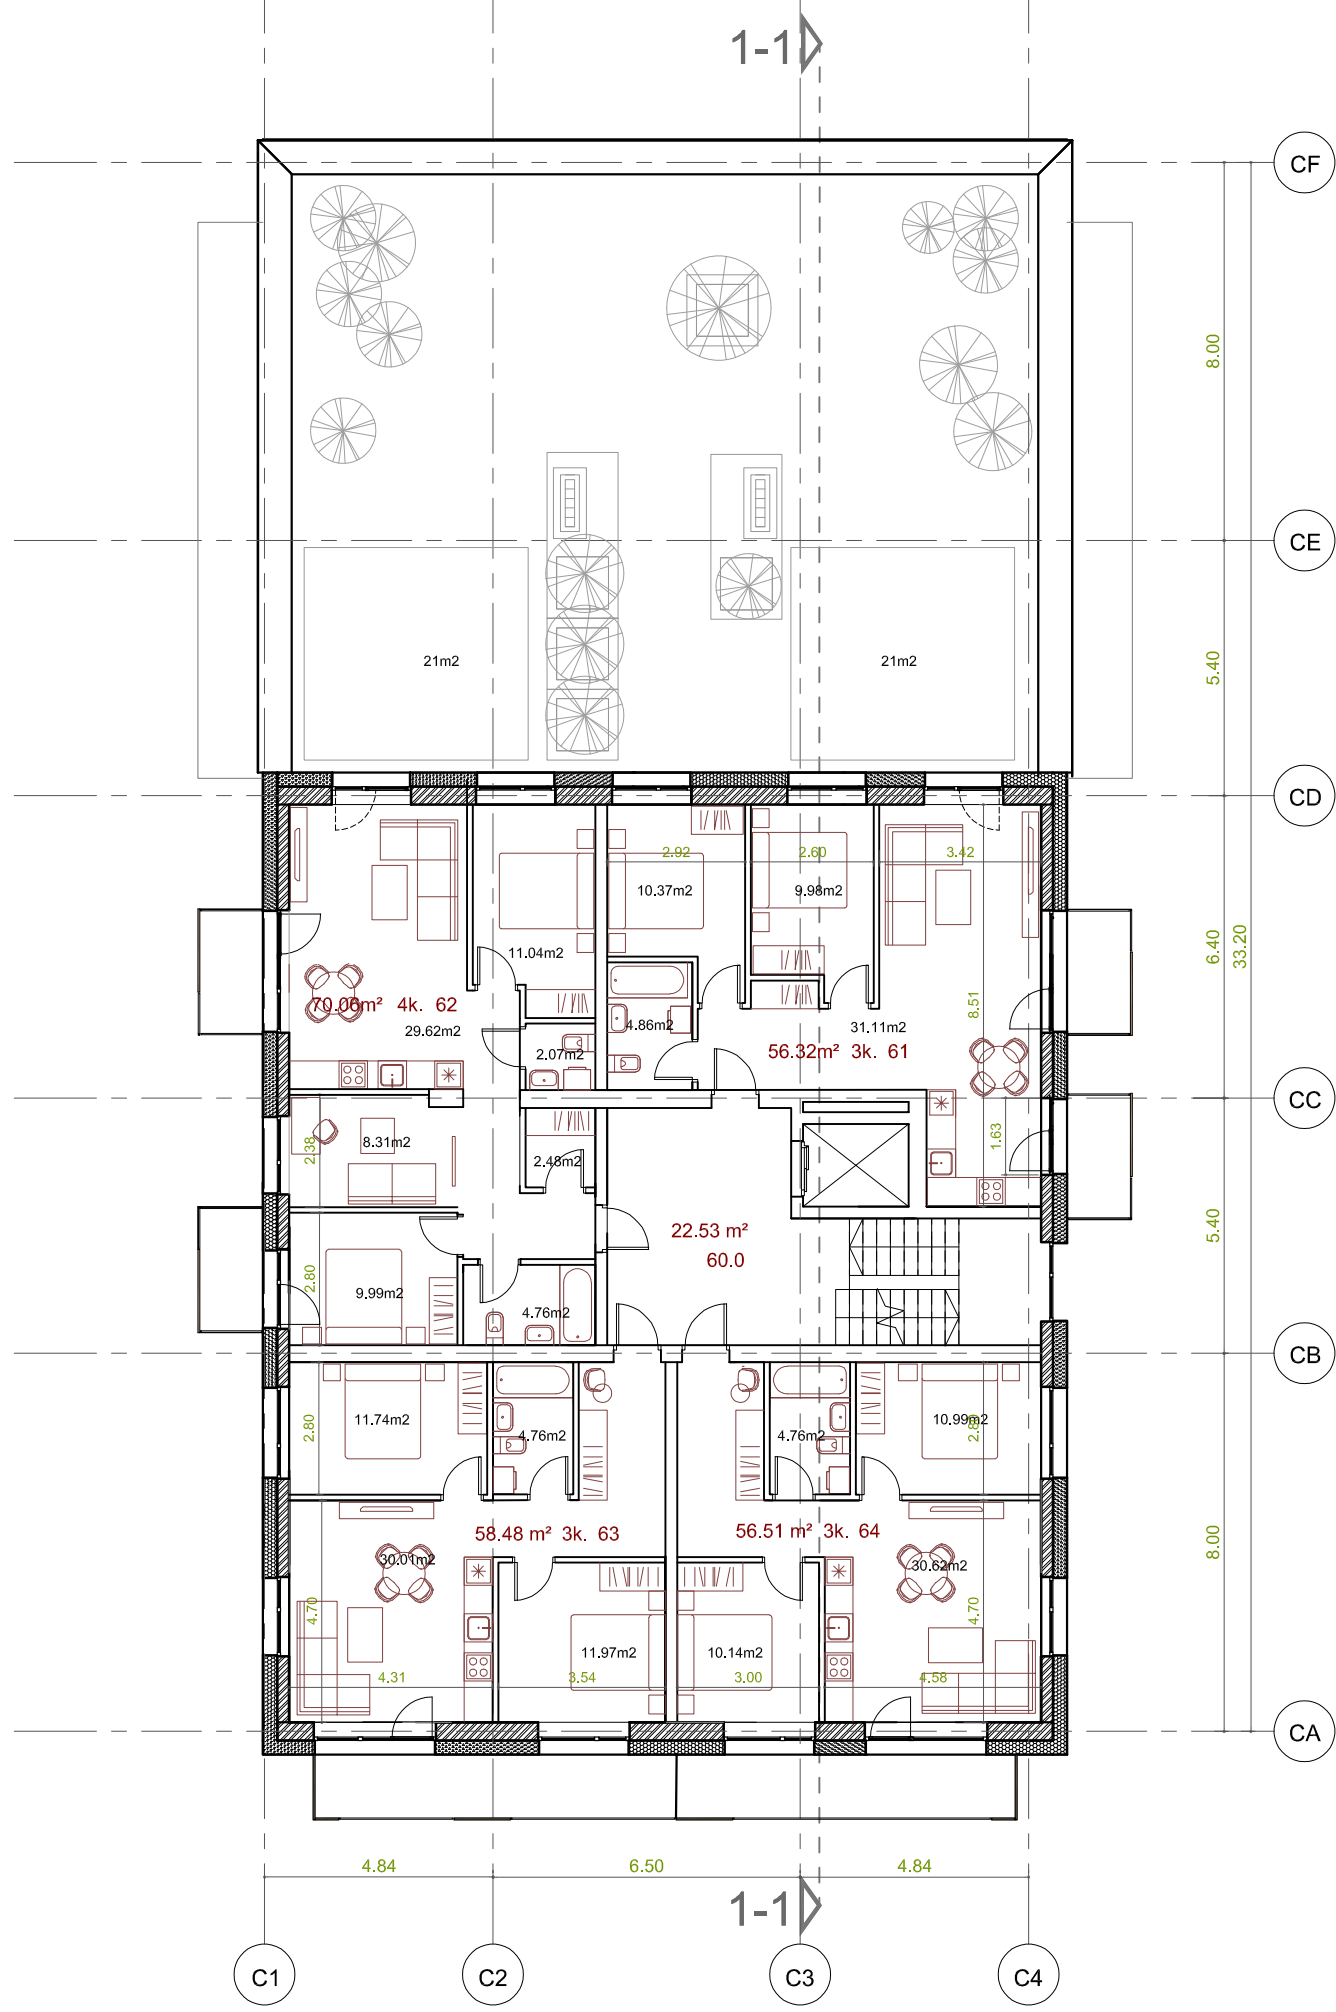 1-1
CF
8.00
CE
21m2
21m2
5.40
CD
2.92
2.60
3.42
10.37m2
9.98m2
11.04m2
6.40
33.20
70.06m² 4k. 62
29.62m2
4.86m2
31.11m2
8.51
2.07m2
56.32m² 3k. 61
CC
8.31m2
2.38
2.48m2
1.63
22.53 m²
60.0
5.40
2.80
9.99m2
4.76m2
CB
11.74m2
10.99m2
2.80
4.76m2
4.76m2
2.80
58.48 m² 3k. 63
56.51 m² 3k. 64
8.00
30.01m2
30.62m2
4.70
4.70
11.97m2
10.14m2
4.31
3.54
3.00
4.58
CA
4.84
6.50
4.84
1-1
C1
C2
C3
C4